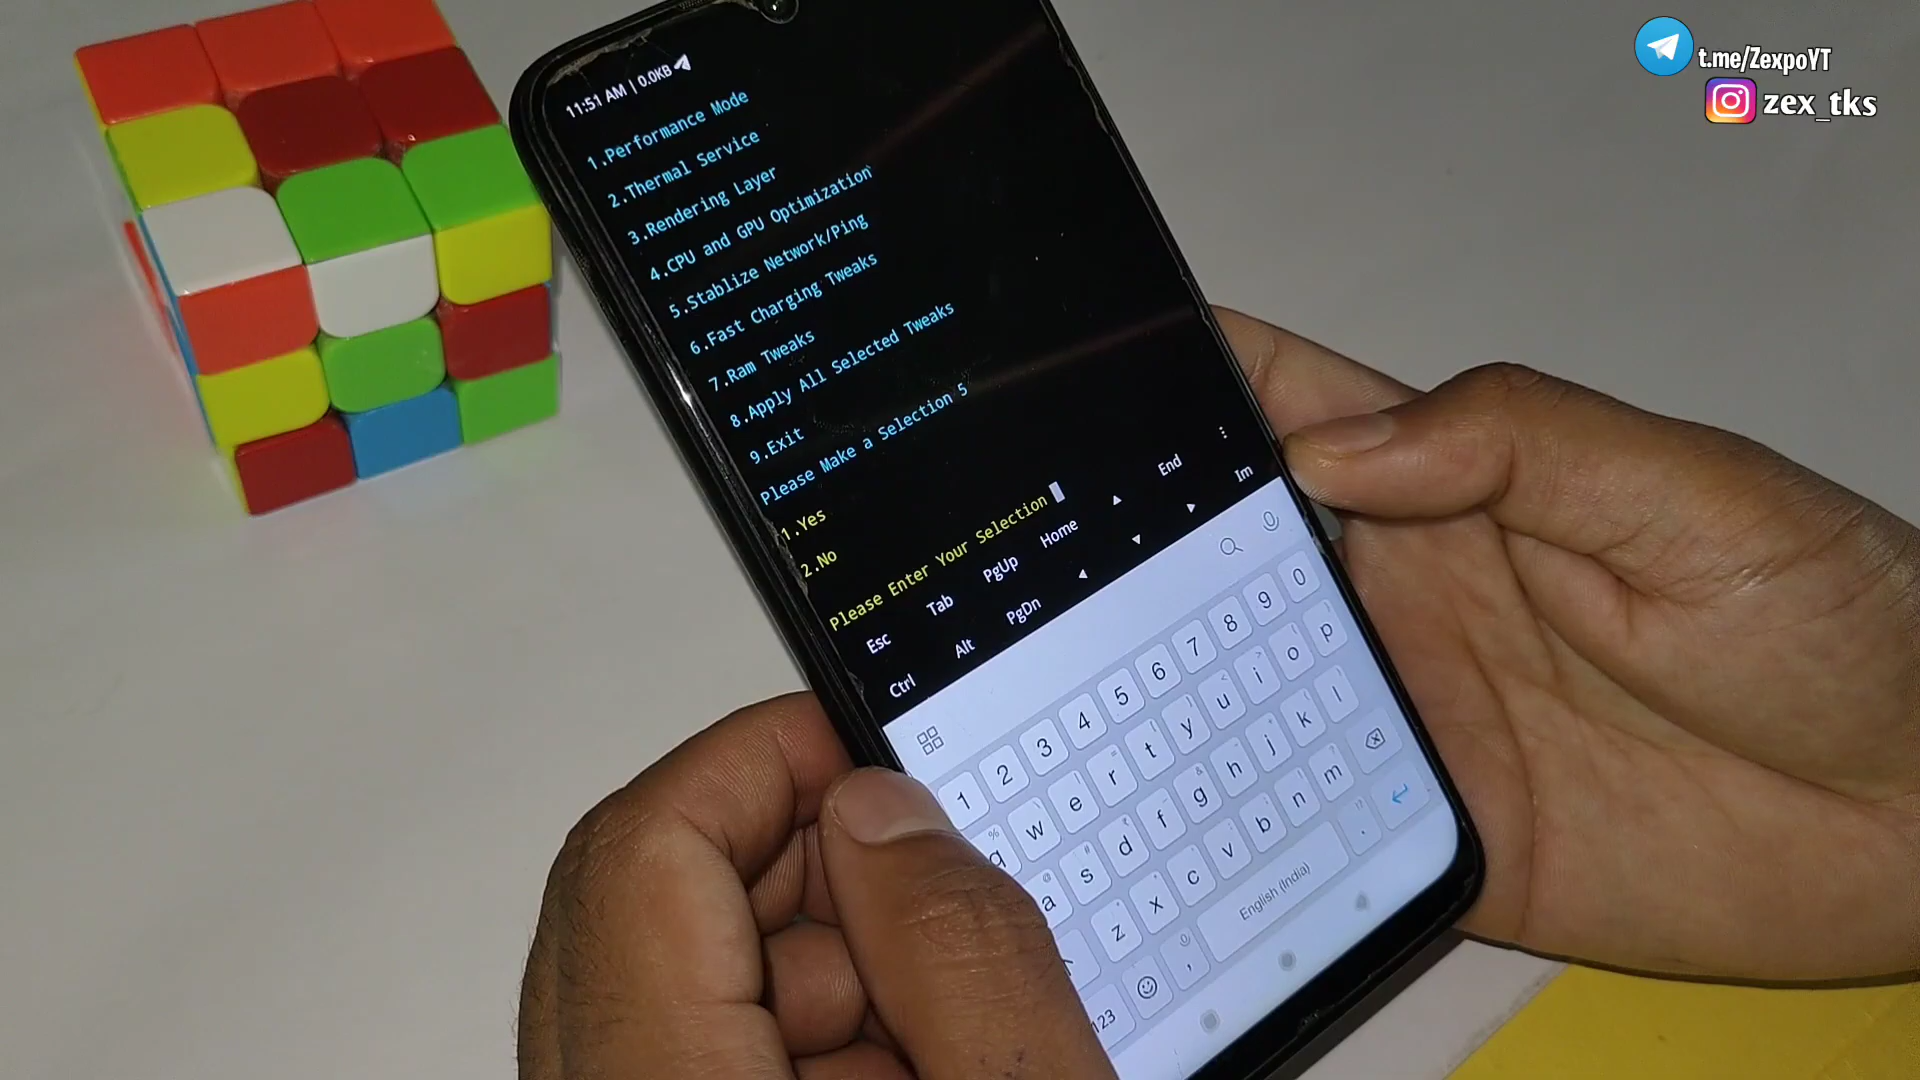 t.me/ZexpoYT
zex_tks
11:51 AM | 0.0KB
1.Performance Mode
2.Thermal Service
3.Rendering Layer
4.CPU and GPU Optimization
5.Stablize Network/Ping
6.Fast Charging Tweaks
7.Ram Tweaks
8.Apply All Selected Tweaks
9.Exit
Please Make a Selection 5
1.Yes
2.No
Please Enter Your Selection
Esc Tab PgUp Home End
Ctrl Alt PgDn Im
1 2 3 4 5 6 7 8 9 0
q w e r t y u i o p
a s d f g h j k l
z x c v b n m
123 , English (India) .